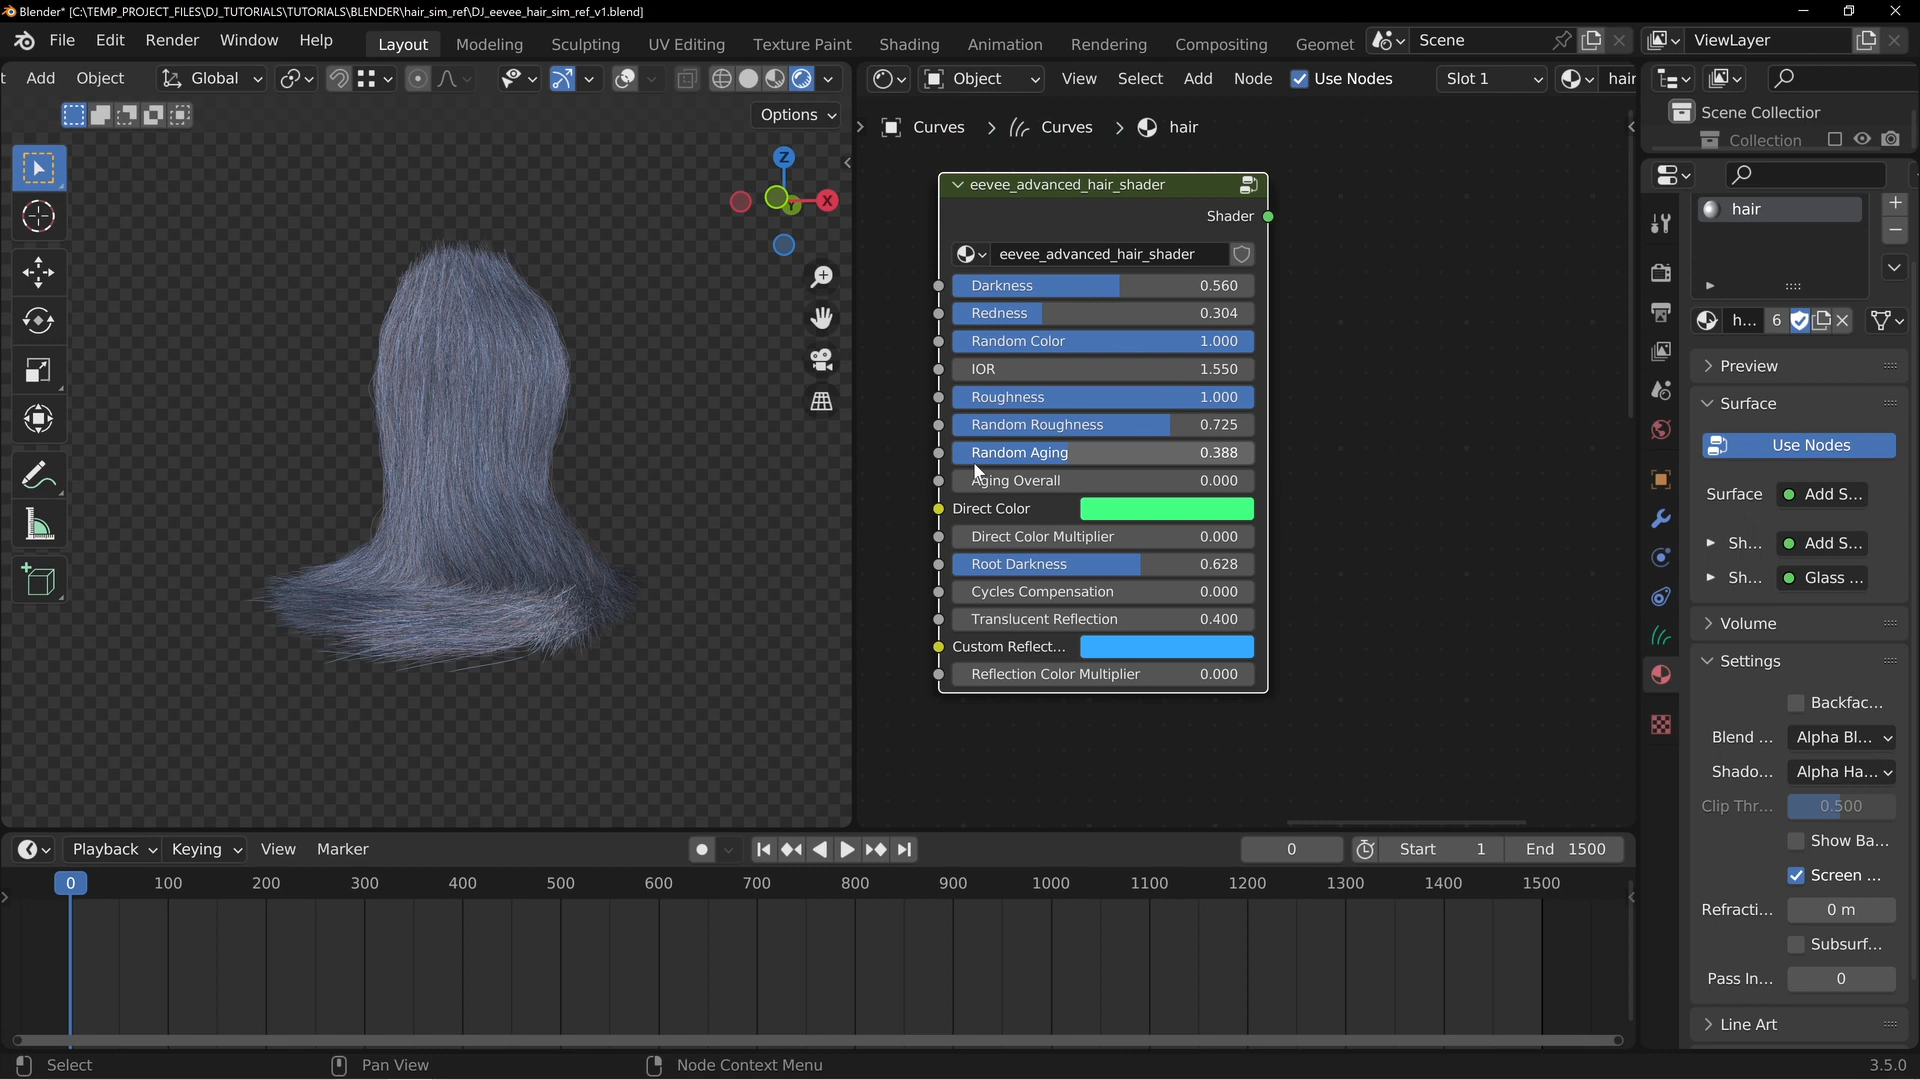 Blender* [C:\TEMP_PROJECT_FILES\DJ_TUTORIALS\TUTORIALS\BLENDER\hair_sim_ref\DJ_eevee_hair_sim_ref_v1.blend]
File Edit Render Window Help Layout Modeling Sculpting UV Editing Texture Paint Shading Animation Rendering Compositing Geomet Scene ViewLayer
t Add Object Global
Object View Select Add Node Use Nodes Slot 1 hair
Options
Curves Curves hair
Scene Collectior
Collection
Z
X
Y
eevee_advanced_hair_shader
Shader
eevee_advanced_hair_shader
Darkness 0.560
Redness 0.304
Random Color 1.000
IOR 1.550
Roughness 1.000
Random Roughness 0.725
Random Aging 0.388
Aging Overall 0.000
Direct Color
Direct Color Multiplier 0.000
Root Darkness 0.628
Cycles Compensation 0.000
Translucent Reflection 0.400
Custom Reflect...
Reflection Color Multiplier 0.000
hair
h... 6
Preview
Surface
Use Nodes
Surface Add S...
Sh... Add S...
Sh... Glass ...
Volume
Settings
Backfac...
Blend ... Alpha Bl...
Shado... Alpha Ha...
Clip Thr... 0.500
Show Ba...
Screen ...
Refracti... 0 m
Subsurf...
Pass In... 0
Line Art
Playback Keying View Marker 0 Start 1 End 1500
0 100 200 300 400 500 600 700 800 900 1000 1100 1200 1300 1400 1500
Select Pan View Node Context Menu 3.5.0